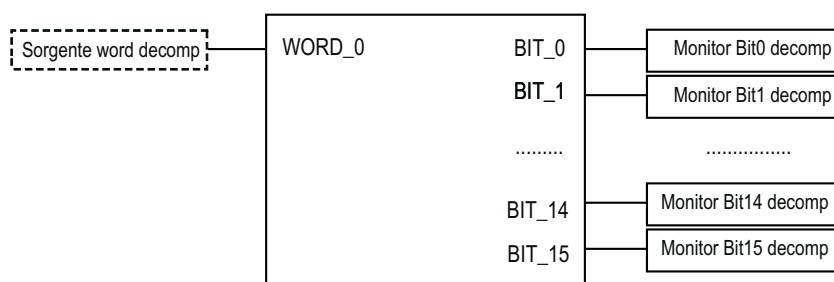 Sorgente word decomp WORD_0 BIT_0 Monitor Bit0 decomp
BIT_1 Monitor Bit1 decomp
......... ................
BIT_14 Monitor Bit14 decomp
BIT_15 Monitor Bit15 decomp